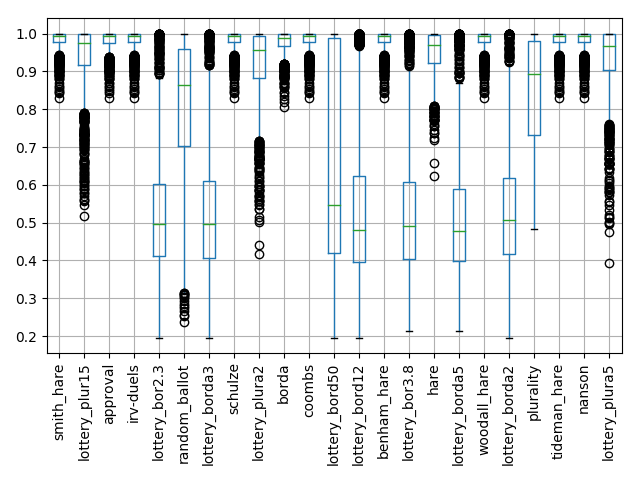 1.0
0.9
0.8
0.7
0.6
0.5
0.4
0.3
0.2
smith_hare
lottery_plur15
approval
irv-duels
lottery_bor2.3
random_ballot
lottery_borda3
schulze
lottery_plura2
borda
coombs
lottery_bord50
lottery_bord12
benham_hare
lottery_bor3.8
hare
lottery_borda5
woodall_hare
lottery_borda2
plurality
tideman_hare
nanson
lottery_plura5